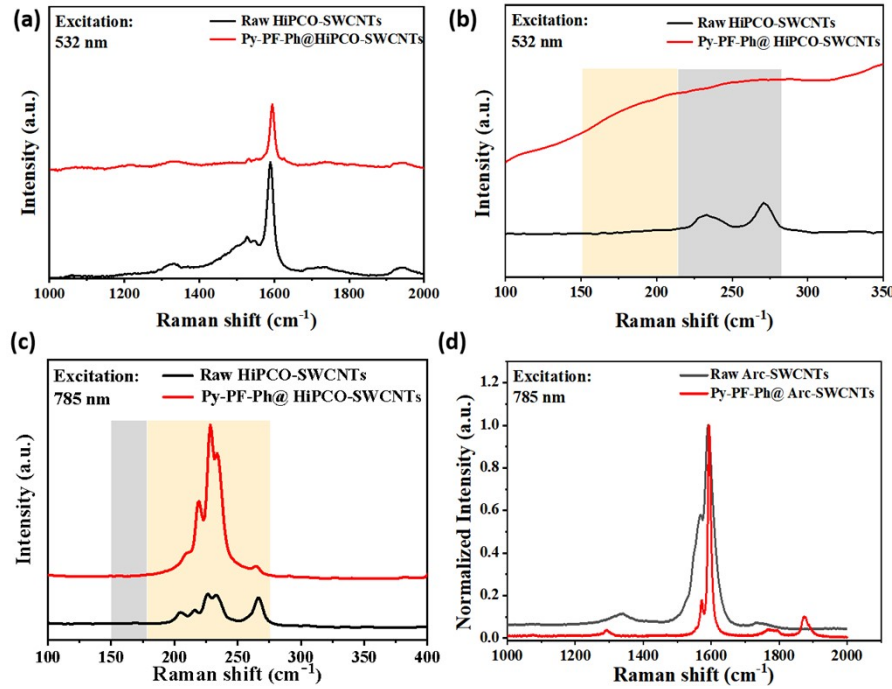 (a)
Excitation:
532 nm
Raw HiPCO-SWCNTs
Py-PF-Ph@HiPCO-SWCNTs
Intensity (a.u.)
1000 1200 1400 1600 1800 2000
Raman shift (cm-1)
(b)
Excitation:
532 nm
Raw HiPCO-SWCNTs
Py-PF-Ph@ HiPCO-SWCNTs
Intensity (a.u.)
100 150 200 250 300 350
Raman shift (cm-1)
(c)
Excitation:
785 nm
Raw HiPCO-SWCNTs
Py-PF-Ph@ HiPCO-SWCNTs
Intensity (a.u.)
100 150 200 250 300 350 400
Raman shift (cm-1)
(d)
Excitation:
785 nm
Raw Arc-SWCNTs
Py-PF-Ph@ Arc-SWCNTs
Normalized Intensity (a.u.)
1.2
1.0
0.8
0.6
0.4
0.2
0.0
1000 1200 1400 1600 1800 2000
Raman shift (cm-1)